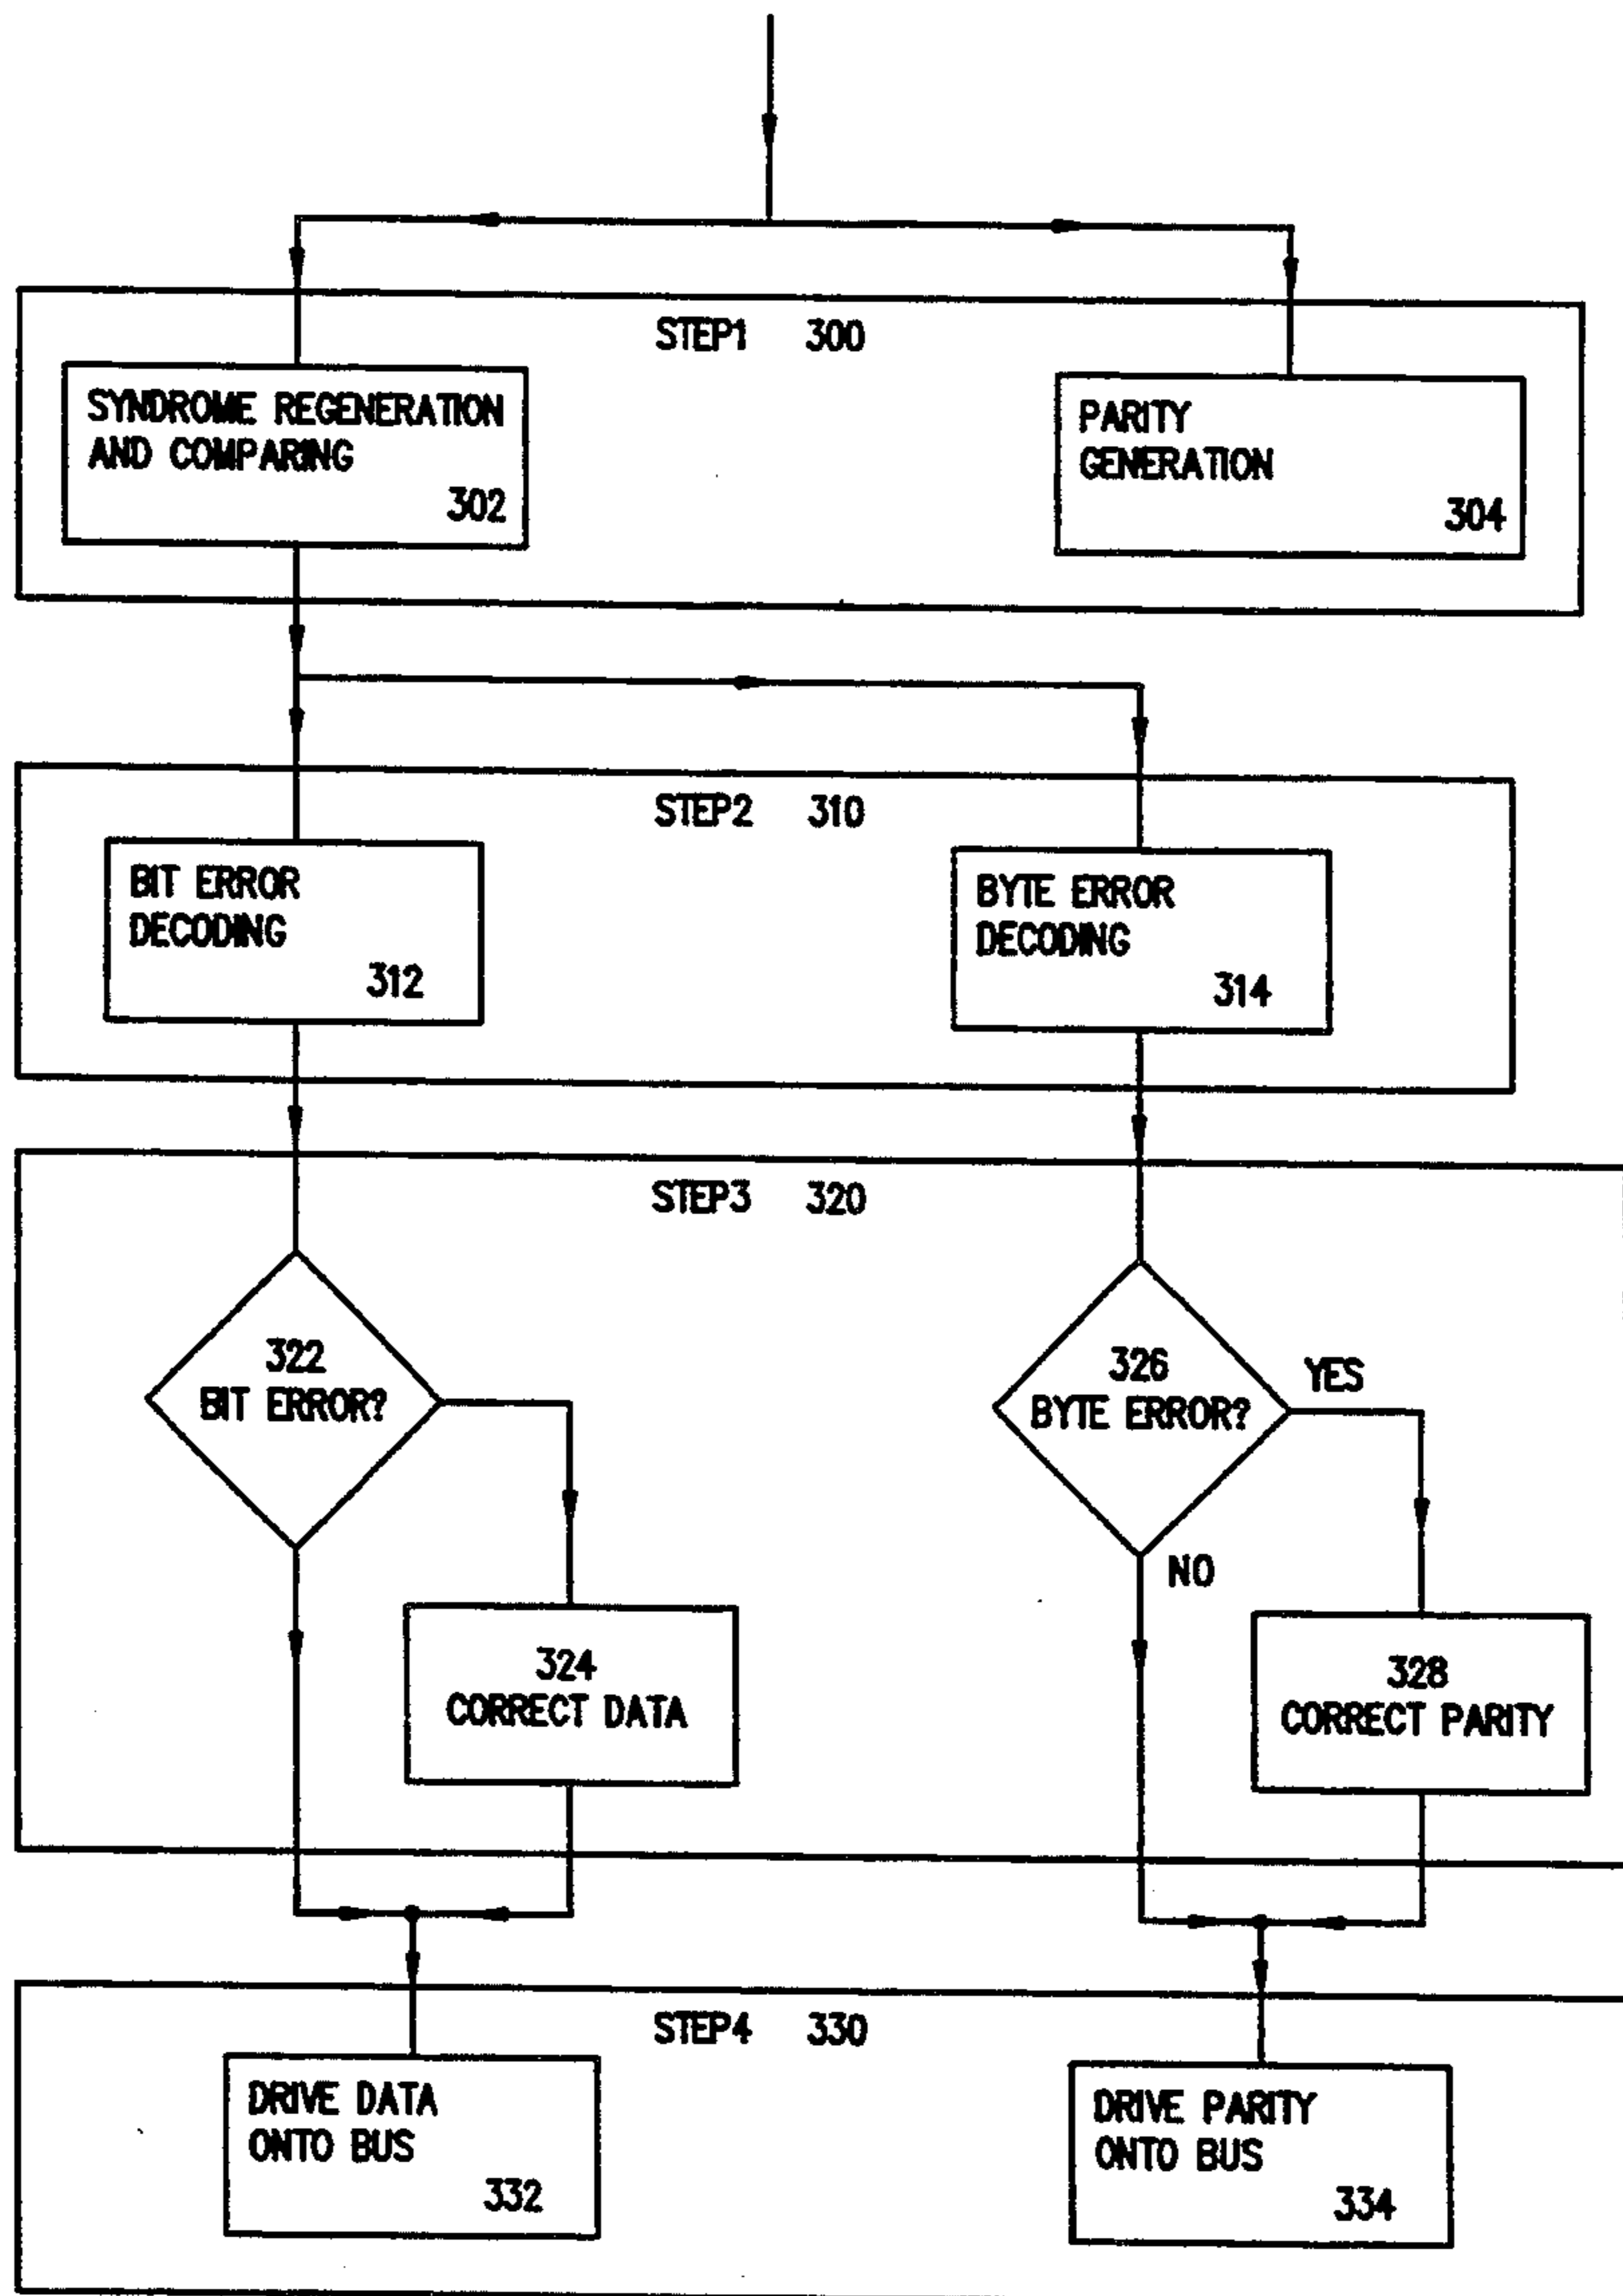 STEP1 300
SYNDROME REGENERATION
AND COMPARING
302
PARITY
GENERATION
304
STEP2 310
BIT ERROR
DECODING
312
BYTE ERROR
DECODING
314
STEP3 320
322
BIT ERROR?
326
BYTE ERROR?
YES
NO
324
CORRECT DATA
328
CORRECT PARITY
STEP4 330
DRIVE DATA
ONTO BUS
332
DRIVE PARITY
ONTO BUS
334